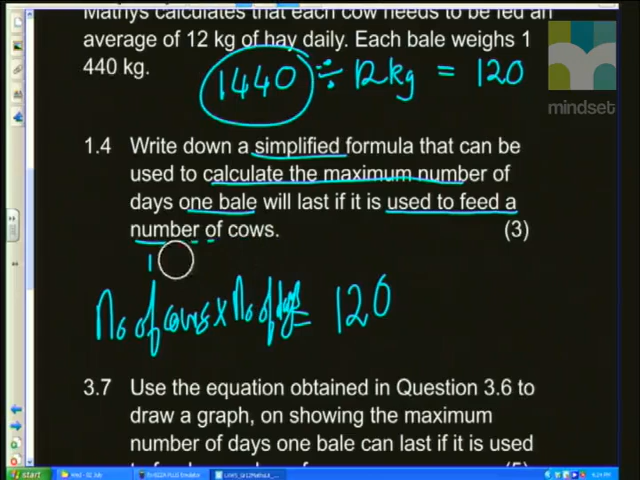 Mathys calculates that each cow needs to be fed an
average of 12 kg of hay daily. Each bale weighs 1
440 kg.
1440 ÷ 12kg = 120
mindset
1.4 Write down a simplified formula that can be
used to calculate the maximum number of
days one bale will last if it is used to feed a
number of cows. (3)
No of cows x No of days = 120
3.7 Use the equation obtained in Question 3.6 to
draw a graph, on showing the maximum
number of days one bale can last if it is used
start